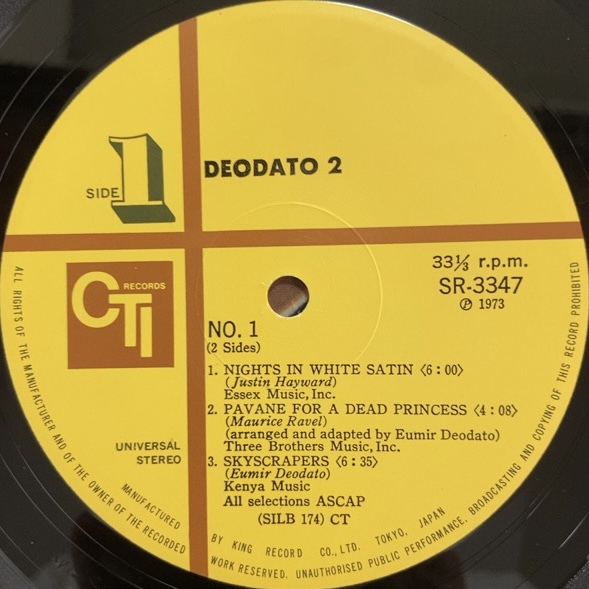 SIDE 1
DEODATO 2
33⅓ r.p.m.
SR-3347
Ⓟ 1973
CTI RECORDS
NO. 1
(2 Sides)
1. NIGHTS IN WHITE SATIN 〈6:00〉
(Justin Hayward)
Essex Music, Inc.
2. PAVANE FOR A DEAD PRINCESS 〈4:08〉
(Maurice Ravel)
(arranged and adapted by Eumir Deodato)
Three Brothers Music, Inc.
3. SKYSCRAPERS 〈6:35〉
(Eumir Deodato)
Kenya Music
All selections ASCAP
(SILB 174) CT
UNIVERSAL
STEREO
MANUFACTURED BY KING RECORD CO., LTD. TOKYO, JAPAN
ALL RIGHTS OF THE MANUFACTURER AND OF THE OWNER OF THE RECORDED WORK RESERVED. UNAUTHORISED PUBLIC PERFORMANCE. BROADCASTING AND COPYING OF THIS RECORD PROHIBITED